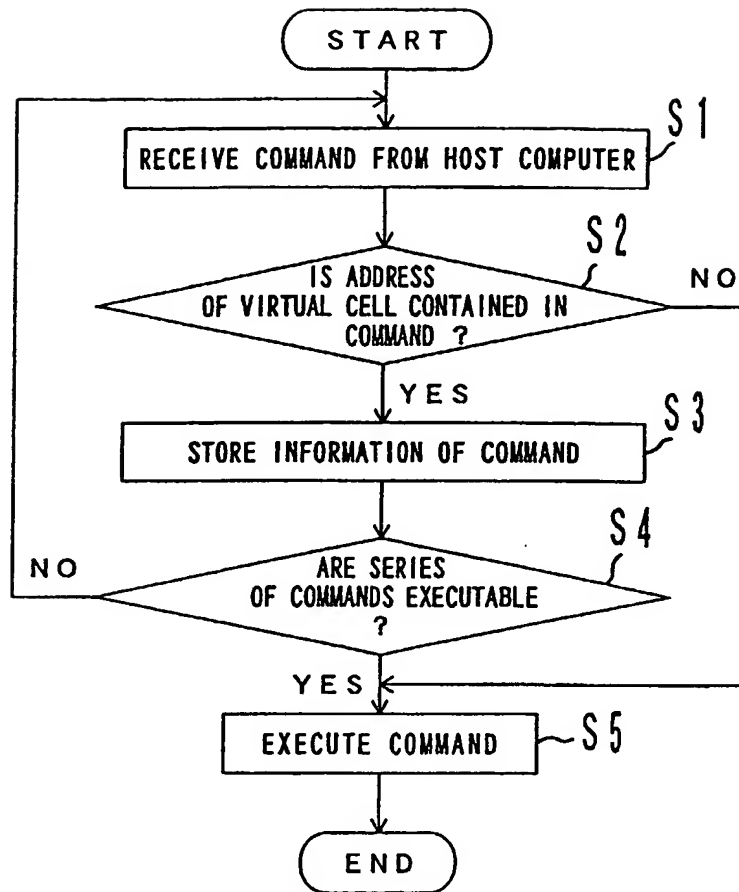 START
S1
RECEIVE COMMAND FROM HOST COMPUTER
S2
IS ADDRESS
OF VIRTUAL CELL CONTAINED IN
COMMAND ?
NO
YES
S3
STORE INFORMATION OF COMMAND
S4
ARE SERIES
OF COMMANDS EXECUTABLE
?
NO
YES
EXECUTE COMMAND
S5
END